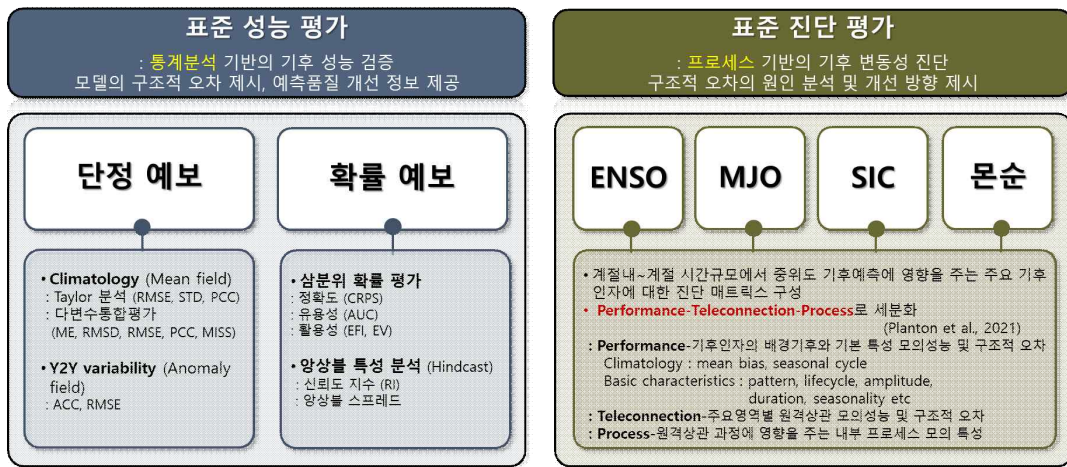 표준 성능 평가
: 통계분석 기반의 기후 성능 검증
모델의 구조적 오차 제시, 예측품질 개선 정보 제공
단정 예보
확률 예보
• Climatology (Mean field)
: Taylor 분석 (RMSE, STD, PCC)
: 다변수통합평가
(ME, RMSD, RMSE, PCC, MISS)
• Y2Y variability (Anomaly
field)
: ACC, RMSE
• 삼분위 확률 평가
: 정확도 (CRPS)
: 유용성 (AUC)
: 활용성 (EFI, EV)
• 앙상블 특성 분석 (Hindcast)
: 신뢰도 지수 (RI)
: 앙상블 스프레드
표준 진단 평가
: 프로세스 기반의 기후 변동성 진단
구조적 오차의 원인 분석 및 개선 방향 제시
ENSO
MJO
SIC
몬순
• 계절내~계절 시간규모에서 중위도 기후예측에 영향을 주는 주요 기후
인자에 대한 진단 매트릭스 구성
• Performance-Teleconnection-Process로 세분화
(Planton et al., 2021)
: Performance-기후인자의 배경기후와 기본 특성 모의성능 및 구조적 오차
Climatology : mean bias, seasonal cycle
Basic characteristics : pattern, lifecycle, amplitude,
duration, seasonality etc
: Teleconnection-주요영역별 원격상관 모의성능 및 구조적 오차
: Process-원격상관 과정에 영향을 주는 내부 프로세스 모의 특성